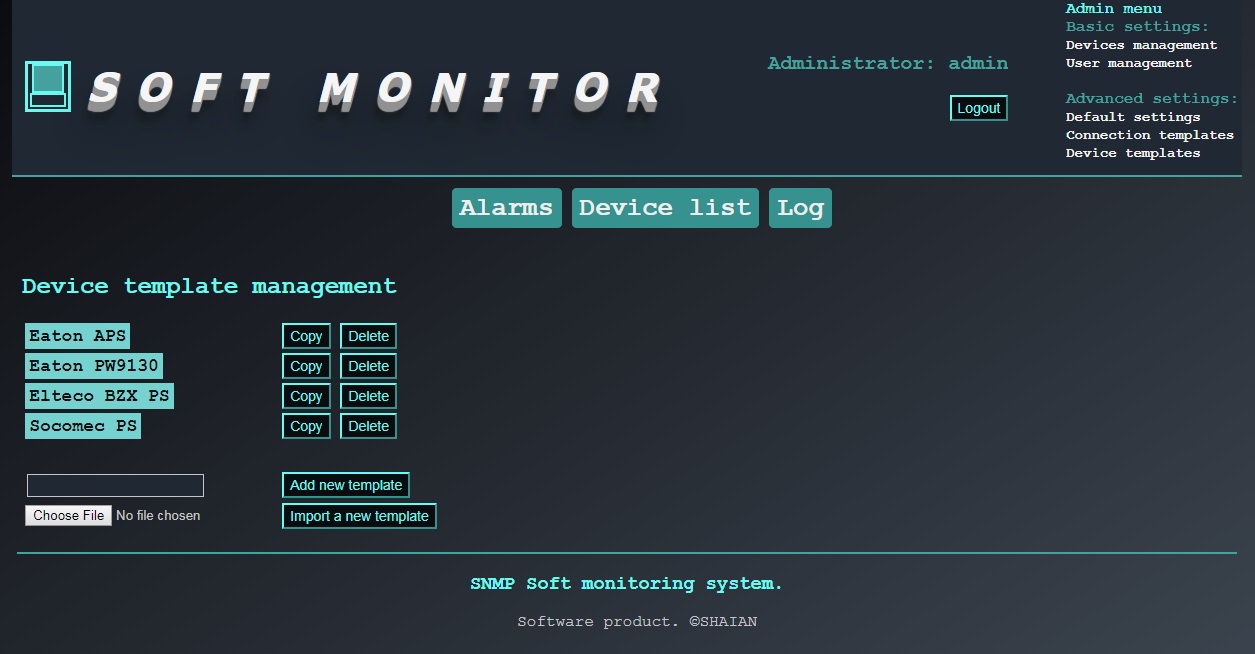 Admin menu
Basic settings:
Devices management
User management
Advanced settings:
Default settings
Connection templates
Device templates
SOFT MONITOR
Administrator: admin
Logout
Alarms
Device list
Log
Device template management
Eaton APS Copy Delete
Eaton PW9130 Copy Delete
Elteco BZX PS Copy Delete
Socomec PS Copy Delete
Add new template
Choose File No file chosen Import a new template
SNMP Soft monitoring system.
Software product. ©SHAIAN